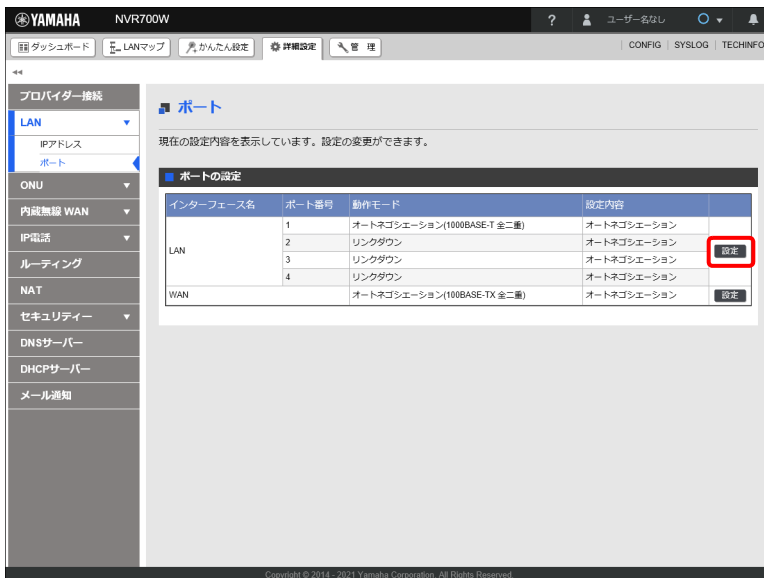 YAMAHA NVR700W ? ユーザー名なし
ダッシュボード LANマップ かんたん設定 詳細設定 管 理 CONFIG SYSLOG TECHINFO
プロバイダー接続
LAN
IPアドレス
ポート
ONU
内蔵無線 WAN
IP電話
ルーティング
NAT
セキュリティー
DNSサーバー
DHCPサーバー
メール通知
ポート
現在の設定内容を表示しています。設定の変更ができます。
ポートの設定
インターフェース名 ポート番号 動作モード 設定内容
LAN 1 オートネゴシエーション(1000BASE-T 全二重) オートネゴシエーション 設定
2 リンクダウン オートネゴシエーション
3 リンクダウン オートネゴシエーション
4 リンクダウン オートネゴシエーション
WAN オートネゴシエーション(100BASE-TX 全二重) オートネゴシエーション 設定
Copyright © 2014 - 2021 Yamaha Corporation. All Rights Reserved.